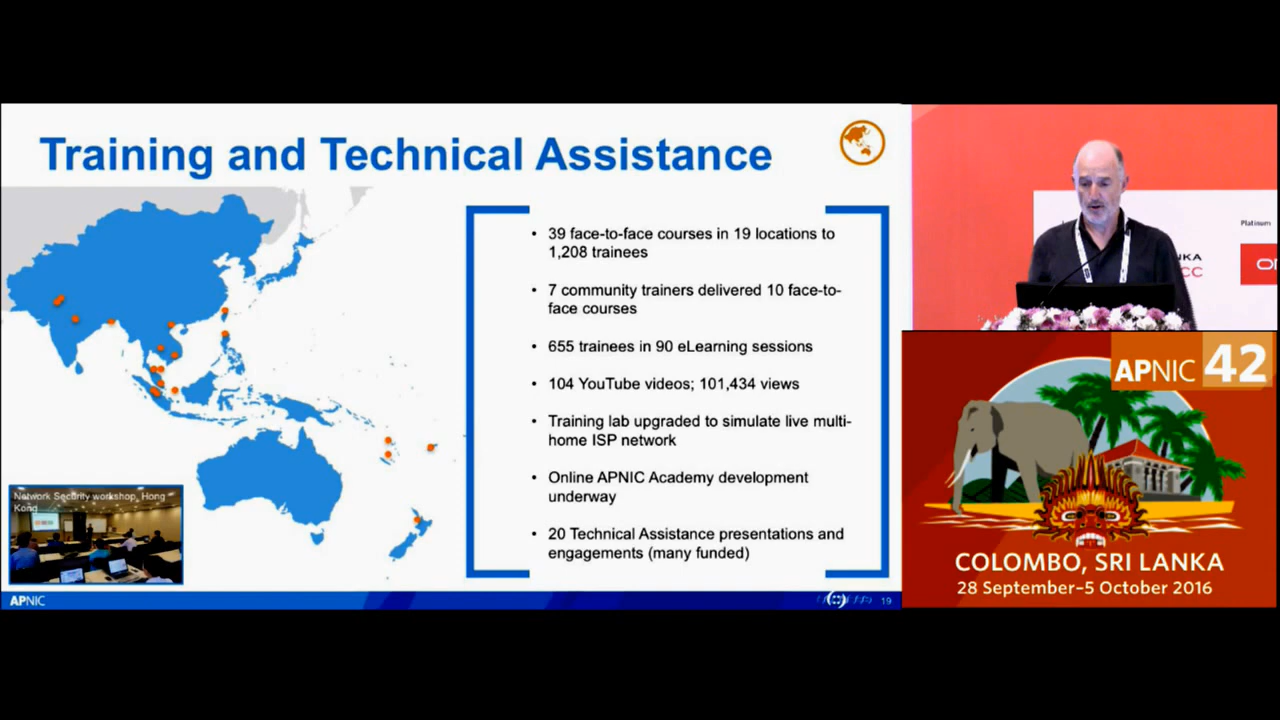 Training and Technical Assistance
• 39 face-to-face courses in 19 locations to
1,208 trainees
• 7 community trainers delivered 10 face-to-
face courses
• 655 trainees in 90 eLearning sessions
• 104 YouTube videos; 101,434 views
• Training lab upgraded to simulate live multi-
home ISP network
• Online APNIC Academy development
underway
• 20 Technical Assistance presentations and
engagements (many funded)
Network Security workshop, Hong
Kong
APNIC
19
Platinum
NKA
CC
APNIC 42
COLOMBO, SRI LANKA
28 September–5 October 2016